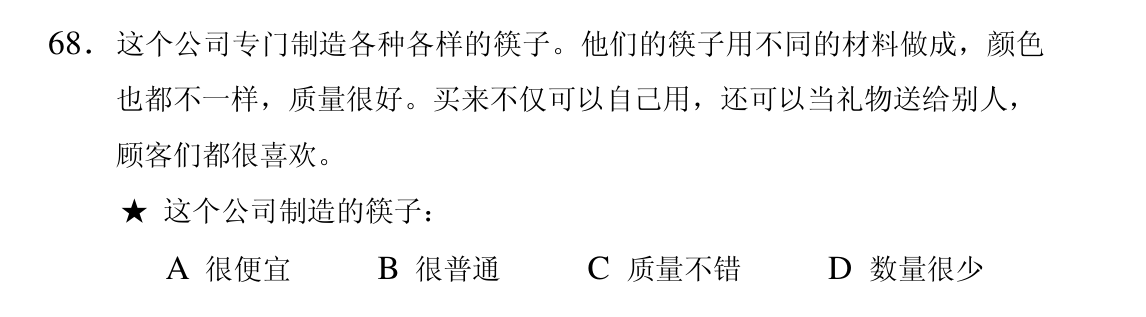 68．这个公司专门制造各种各样的筷子。他们的筷子用不同的材料做成，颜色
也都不一样，质量很好。买来不仅可以自己用，还可以当礼物送给别人，
顾客们都很喜欢。
★ 这个公司制造的筷子：
A 很便宜 B 很普通 C 质量不错 D 数量很少